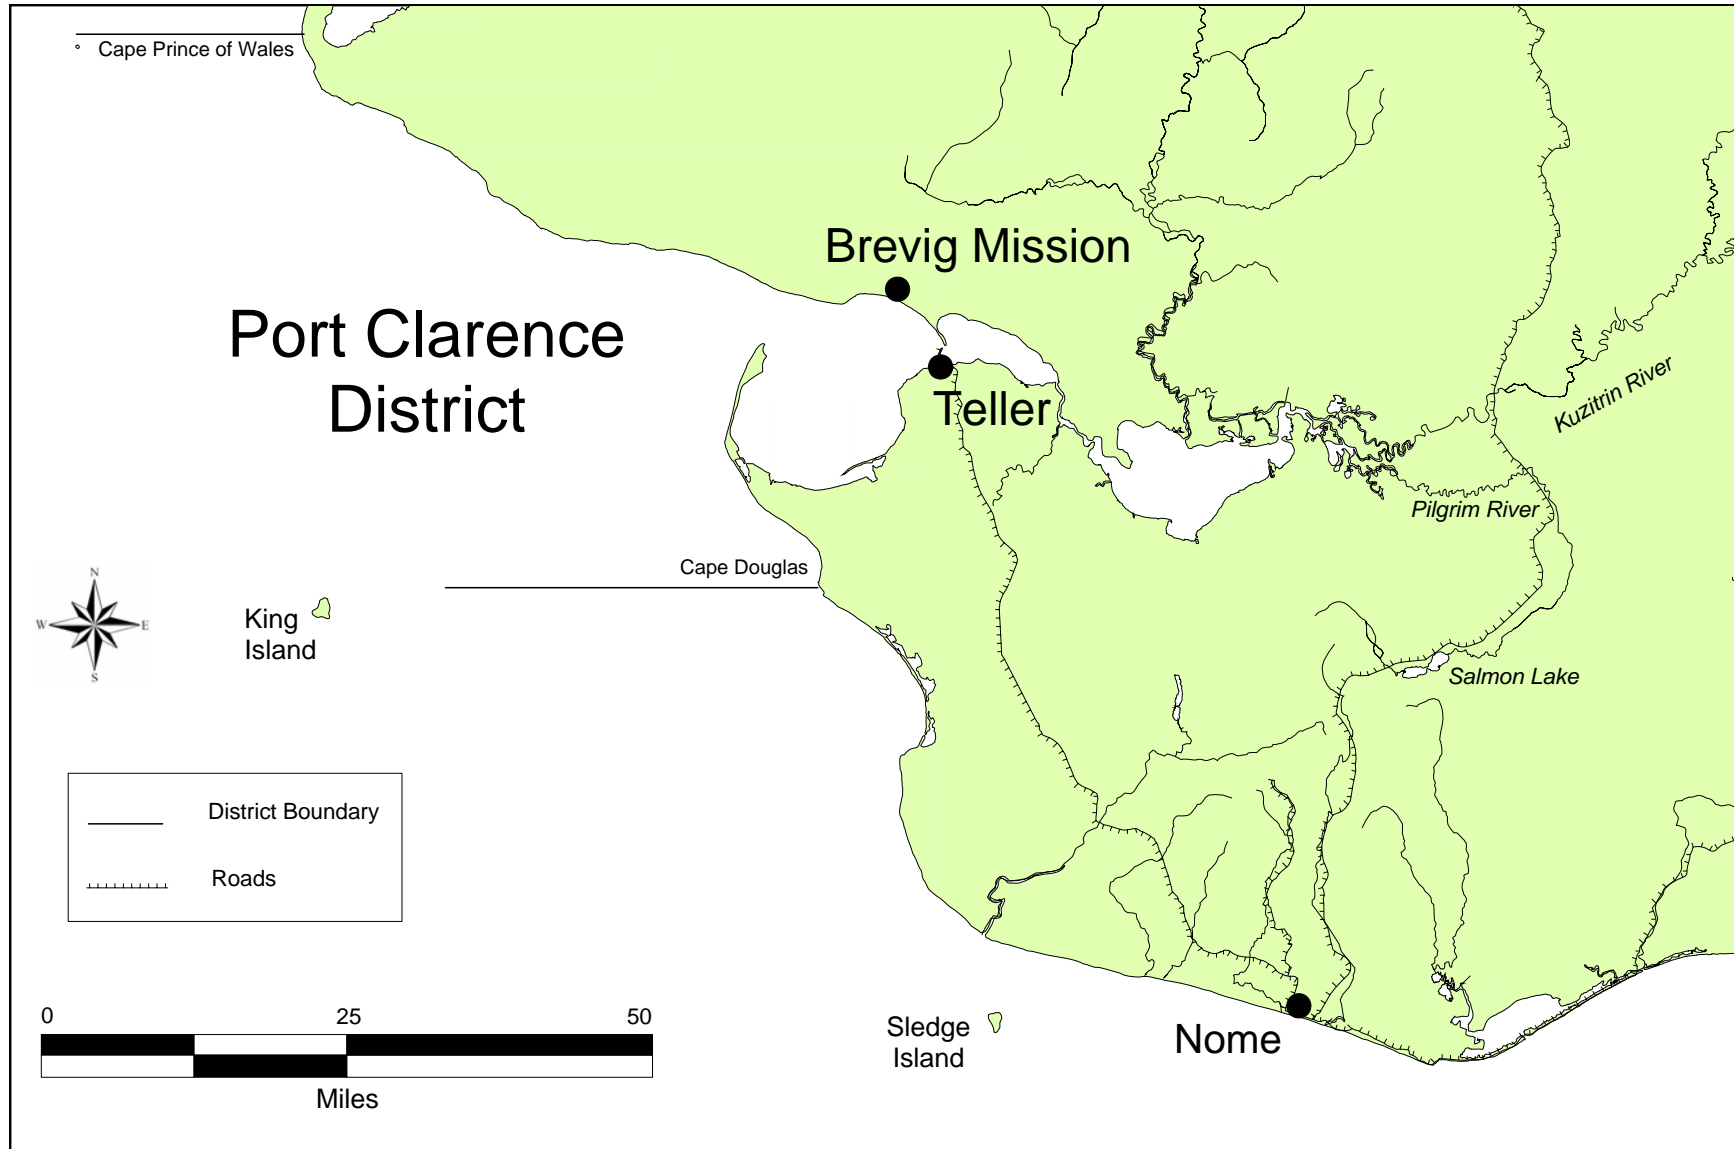 Cape Prince of Wales
Brevig Mission
Port Clarence
District
Teller
Kuzitrin River
Pilgrim River
Cape Douglas
N
W
E
S
King
Island
Salmon Lake
District Boundary
Roads
0
25
50
Miles
Sledge
Island
Nome